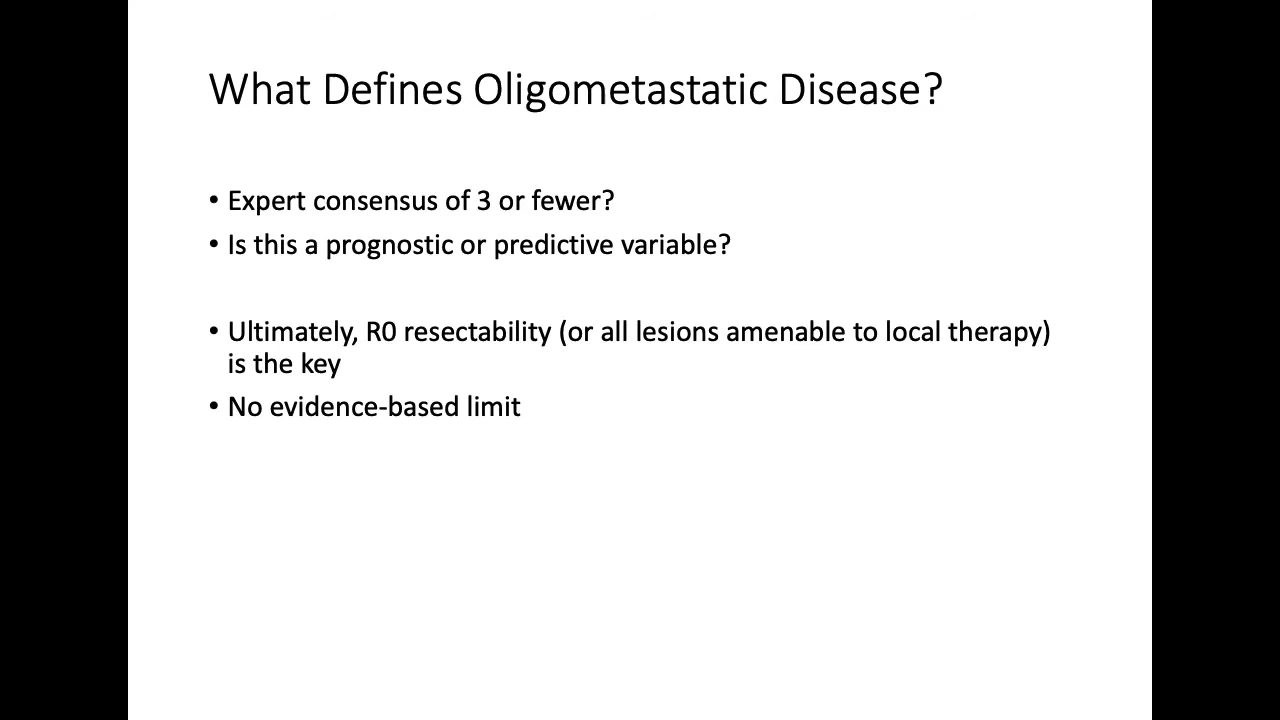 What Defines Oligometastatic Disease?
• Expert consensus of 3 or fewer?
• Is this a prognostic or predictive variable?
• Ultimately, R0 resectability (or all lesions amenable to local therapy)
is the key
• No evidence-based limit